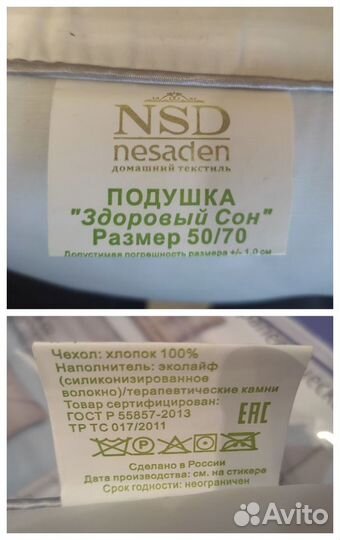 NSD
nesaden
домашний текстиль
ПОДУШКА
"Здоровый Сон"
Размер 50/70
Допустимая погрешность размера +/- 1,0 см
Чехол: хлопок 100%
Наполнитель: эколайф
(силиконизированное
волокно)/терапевтические камни
Товар сертифицирован:
ГОСТ Р 55857-2013
ТР ТС 017/2011
EAC
Сделано в России
Дата производства: см. на стикере
Срок годности: неограничен
Avito